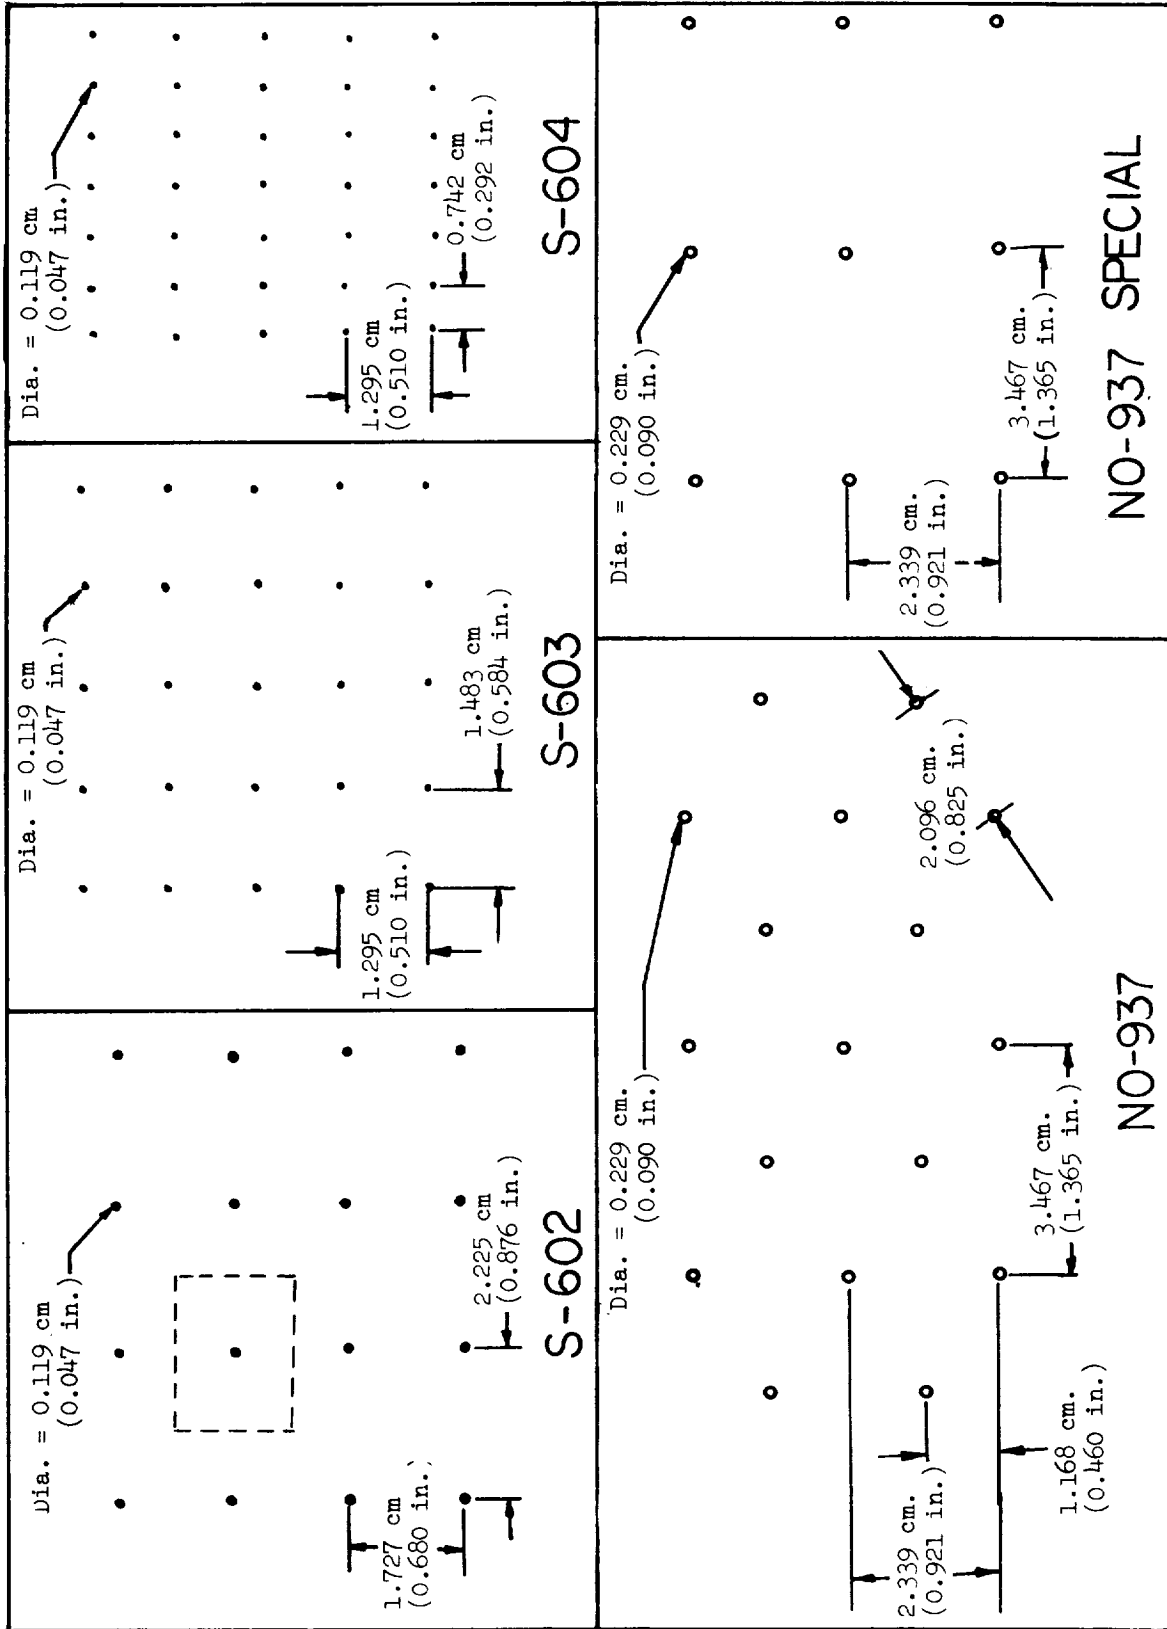 Dia. = 0.119 cm
(0.047 in.)
1.727 cm
(0.680 in.)
2.225 cm
(0.876 in.)
S-602
Dia. = 0.119 cm
(0.047 in.)
1.295 cm
(0.510 in.)
1.483 cm
(0.584 in.)
S-603
Dia. = 0.119 cm
(0.047 in.)
1.295 cm
(0.510 in.)
0.742 cm
(0.292 in.)
S-604
Dia. = 0.229 cm.
(0.090 in.)
2.339 cm.
(0.921 in.)
1.168 cm.
(0.460 in.)
3.467 cm.
(1.365 in.)
2.096 cm.
(0.825 in.)
NO-937
Dia. = 0.229 cm.
(0.090 in.)
2.339 cm.
(0.921 in.)
3.467 cm.
(1.365 in.)
NO-937 SPECIAL